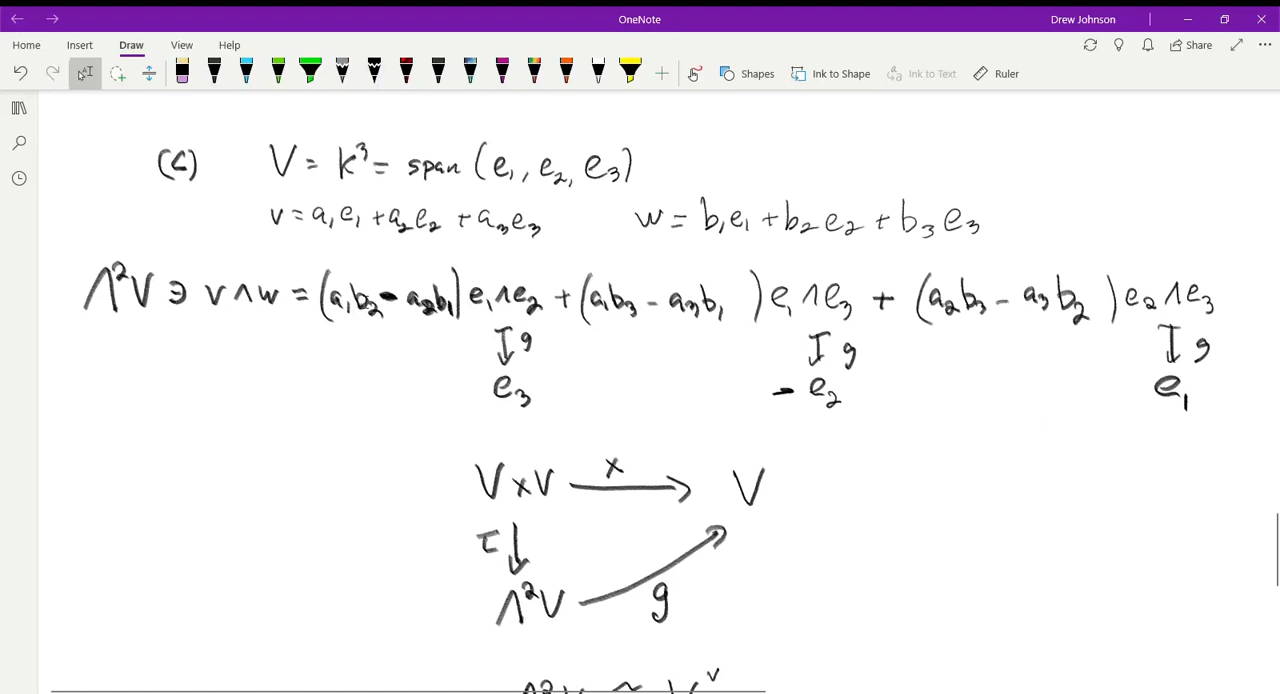 OneNote
Drew Johnson
Home Insert Draw View Help
Share
Shapes Ink to Shape Ink to Text Ruler
(c) V = k³ = span (e₁, e₂, e₃)
v = a₁e₁ + a₂e₂ + a₃e₃ w = b₁e₁ + b₂e₂ + b₃e₃
Λ²V ∋ v∧w = (a₁b₂ - a₂b₁) e₁∧e₂ + (a₁b₃ - a₃b₁) e₁∧e₃ + (a₂b₃ - a₃b₂) e₂∧e₃
↧ g ↧ g ↧ g
e₃ - e₂ e₁
×
V × V ⟶ V
τ ↓
Λ²V ⟶ g